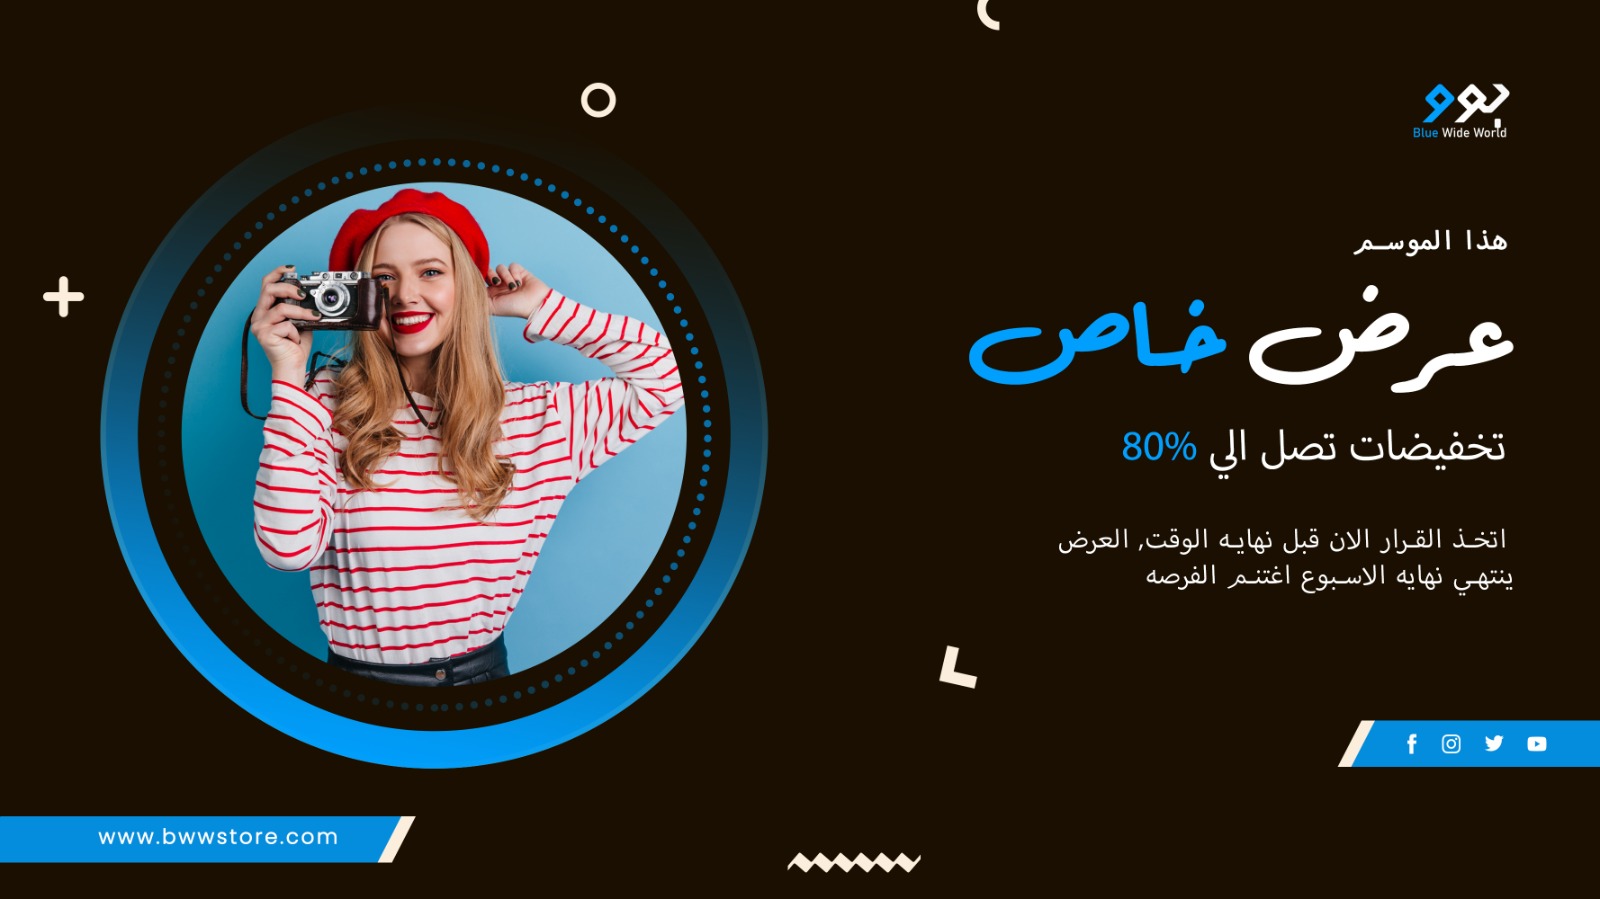 بوو
Blue Wide World
هذا الموسم
عرض خاص
تخفيضات تصل الي 80%
اتخذ القرار الان قبل نهايه الوقت, العرض
ينتهي نهايه الاسبوع اغتنم الفرصه
www.bwwstore.com